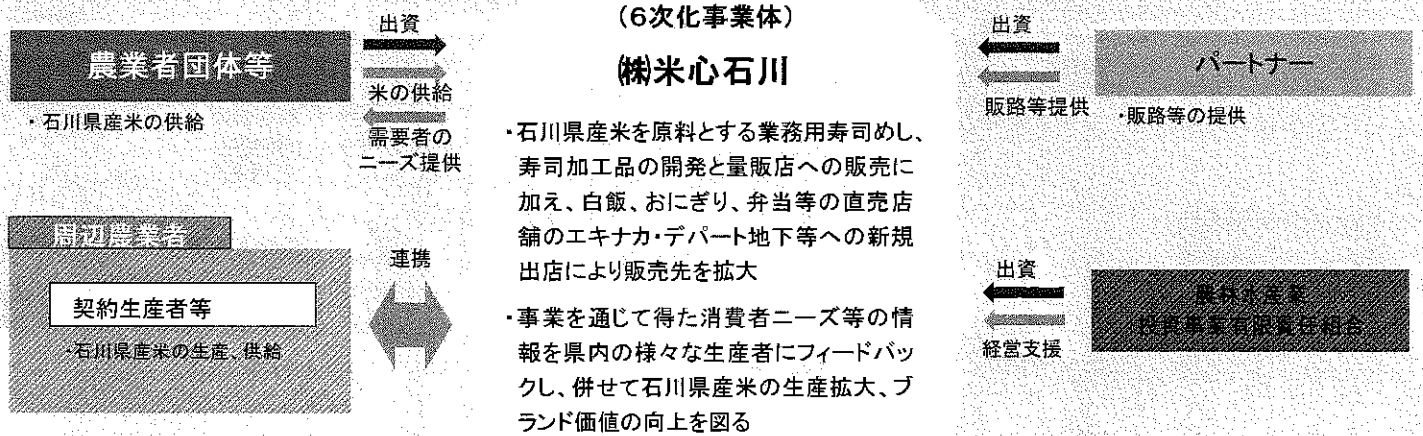 農業者団体等
・石川県産米の供給
出資
米の供給
需要者の
ニーズ提供
周辺農業者
契約生産者等
・石川県産米の生産、供給
連携
(6次化事業体)
㈱米心石川
・石川県産米を原料とする業務用寿司めし、
寿司加工品の開発と量販店への販売に
加え、白飯、おにぎり、弁当等の直売店
舗のエキナカ・デパート地下等への新規
出店により販売先を拡大
・事業を通じて得た消費者ニーズ等の情
報を県内の様々な生産者にフィードバッ
クし、併せて石川県産米の生産拡大、ブ
ランド価値の向上を図る
出資
販路等提供
パートナー
・販路等の提供
出資
経営支援
農林水産業
投資事業有限責任組合